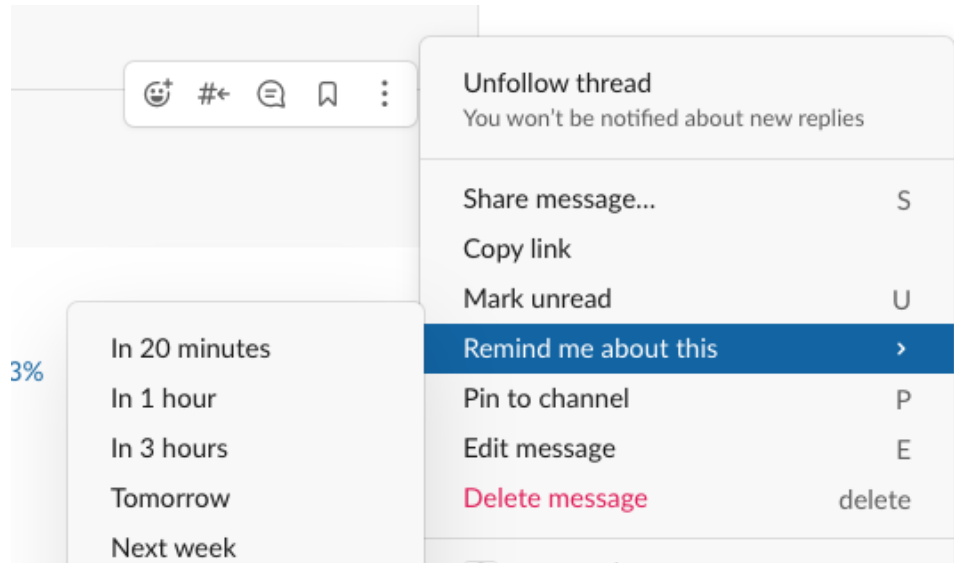 Unfollow thread
You won't be notified about new replies
Share message... S
Copy link
Mark unread U
Remind me about this
Pin to channel P
Edit message E
Delete message delete
3%
In 20 minutes
In 1 hour
In 3 hours
Tomorrow
Next week